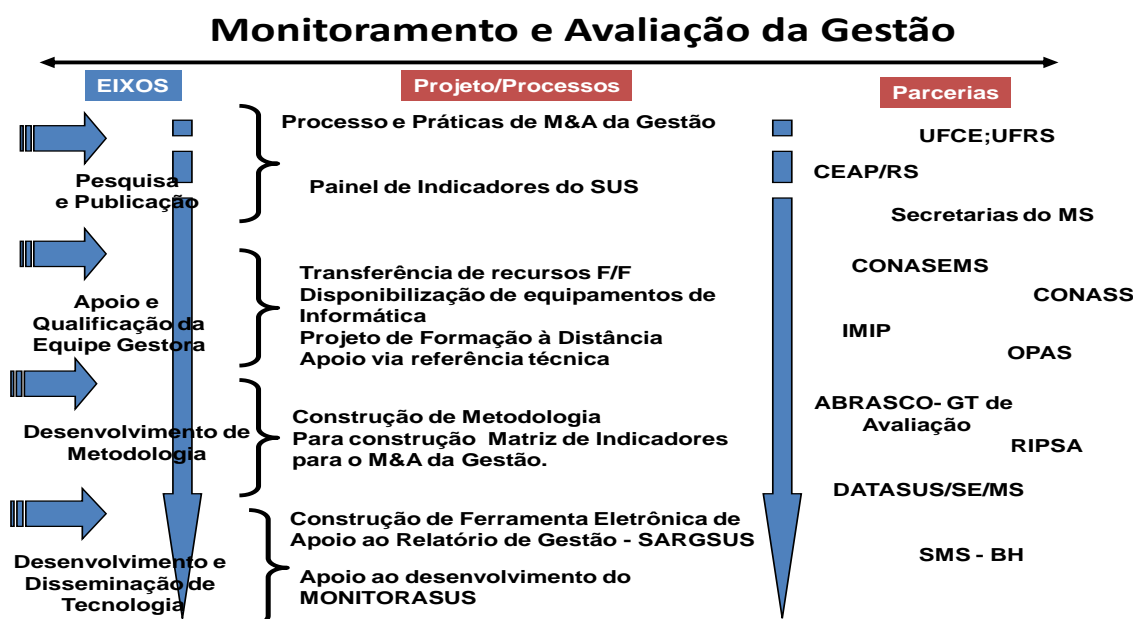 Monitoramento e Avaliação da Gestão
EIXOS
Projeto/Processos
Parcerias
Pesquisa
e Publicação
Processo e Práticas de M&A da Gestão
Painel de Indicadores do SUS
Apoio e
Qualificação da
Equipe Gestora
Transferência de recursos F/F
Disponibilização de equipamentos de
Informática
Projeto de Formação à Distância
Apoio via referência técnica
Desenvolvimento de
Metodologia
Construção de Metodologia
Para construção Matriz de Indicadores
para o M&A da Gestão.
Desenvolvimento e
Disseminação de
Tecnologia
Construção de Ferramenta Eletrônica de
Apoio ao Relatório de Gestão - SARGSUS
Apoio ao desenvolvimento do
MONITORASUS
UFCE;UFRS
CEAP/RS
Secretarias do MS
CONASEMS
CONASS
IMIP
OPAS
ABRASCO- GT de
Avaliação
RIPSA
DATASUS/SE/MS
SMS - BH